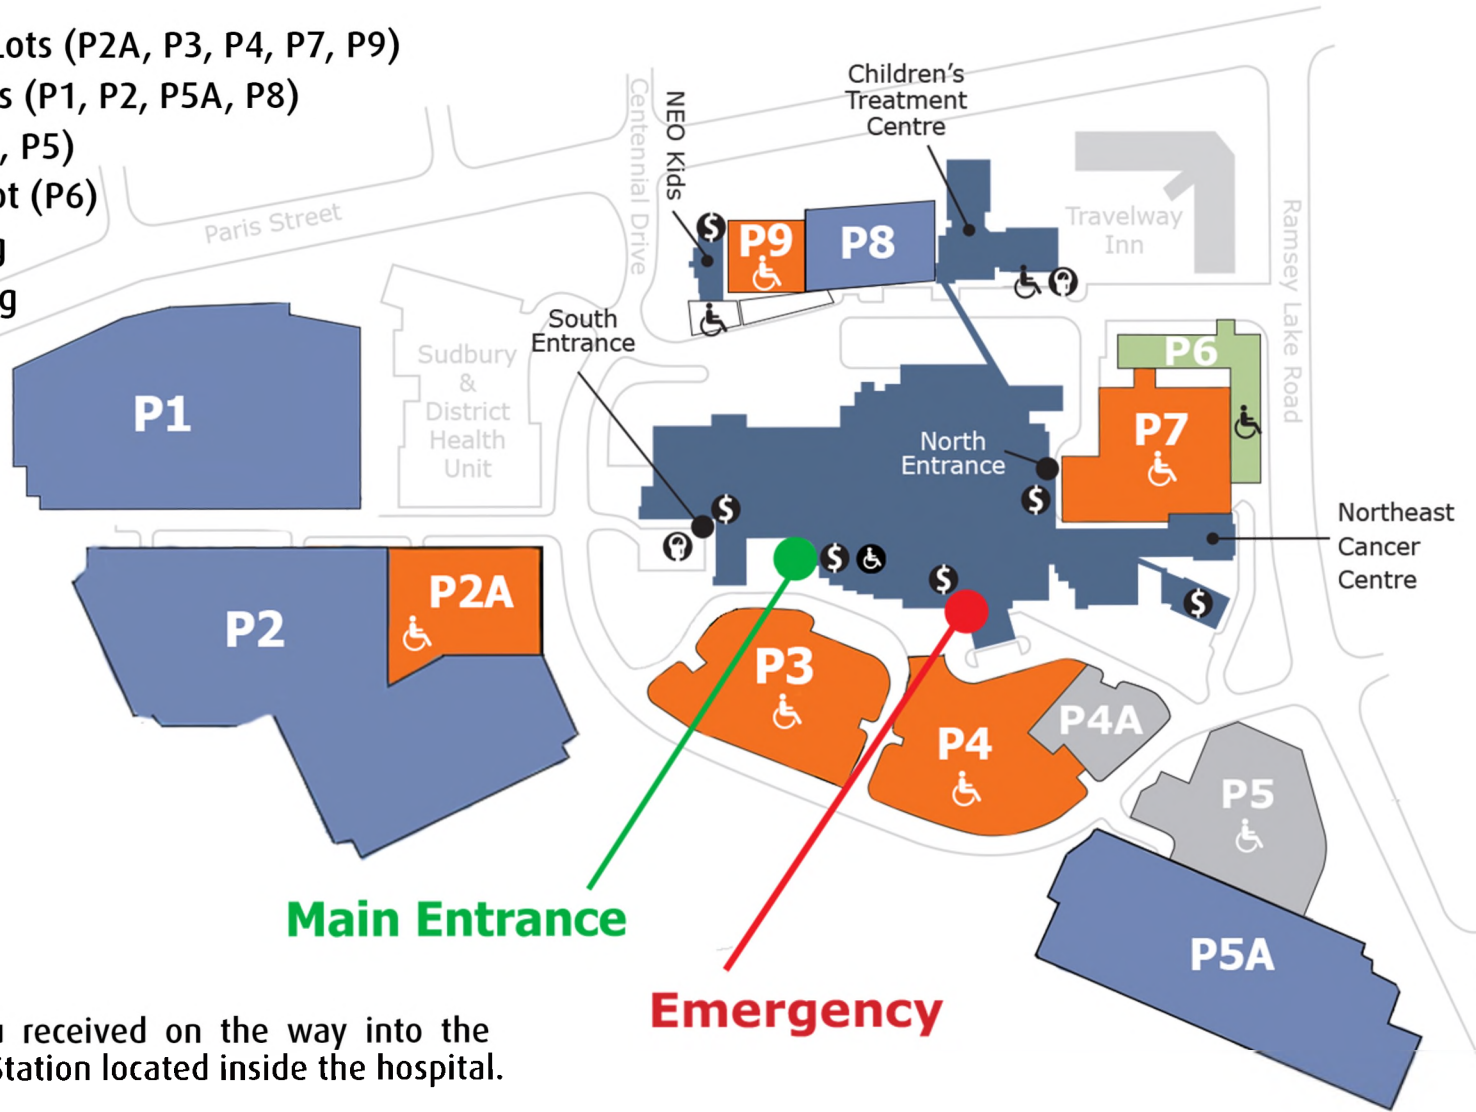 Lots (P2A, P3, P4, P7, P9)
s (P1, P2, P5A, P8)
, P5)
ot (P6)
g
g
Children's
Treatment
Centre
NEO Kids
Centennial Drive
Paris Street
P9
P8
Travelway
Inn
Ramsey Lake Road
South
Entrance
Sudbury
&
District
Health
Unit
P1
P6
P7
North
Entrance
$
$
$
$
$
$
Northeast
Cancer
Centre
P2
P2A
P3
P4
P4A
P5
P5A
Main Entrance
Emergency
received on the way into the
Station located inside the hospital.